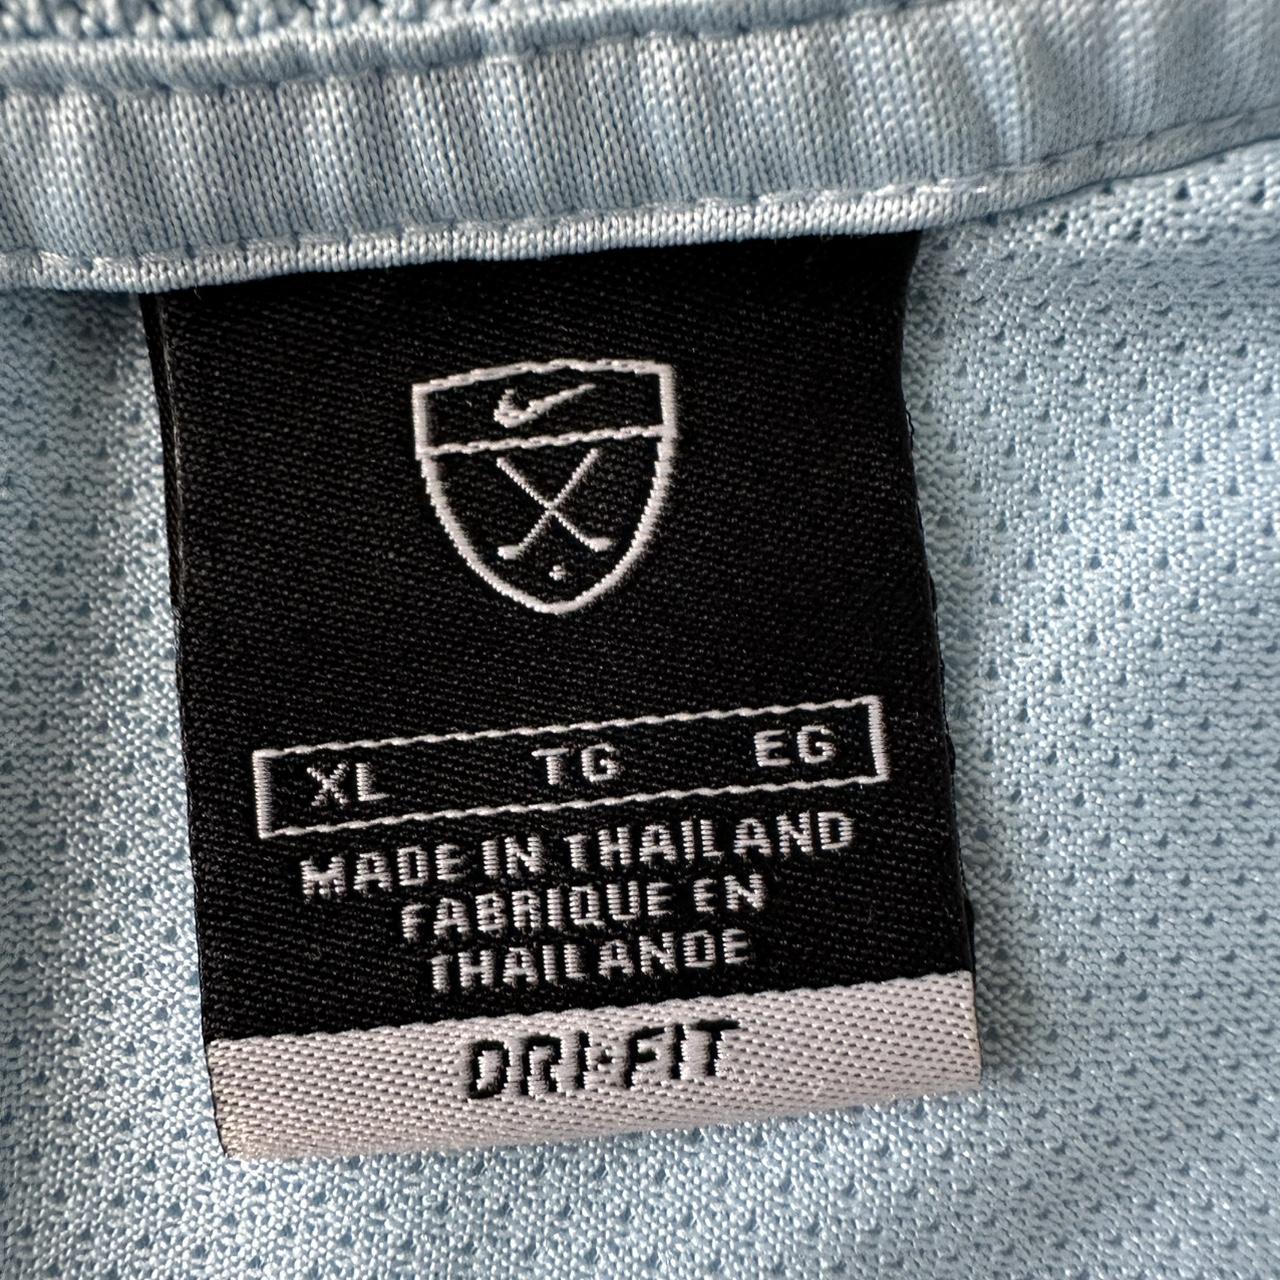 XL TG EG
MADE IN THAILAND
FABRIQUE EN
THAILANDE
DRI-FIT